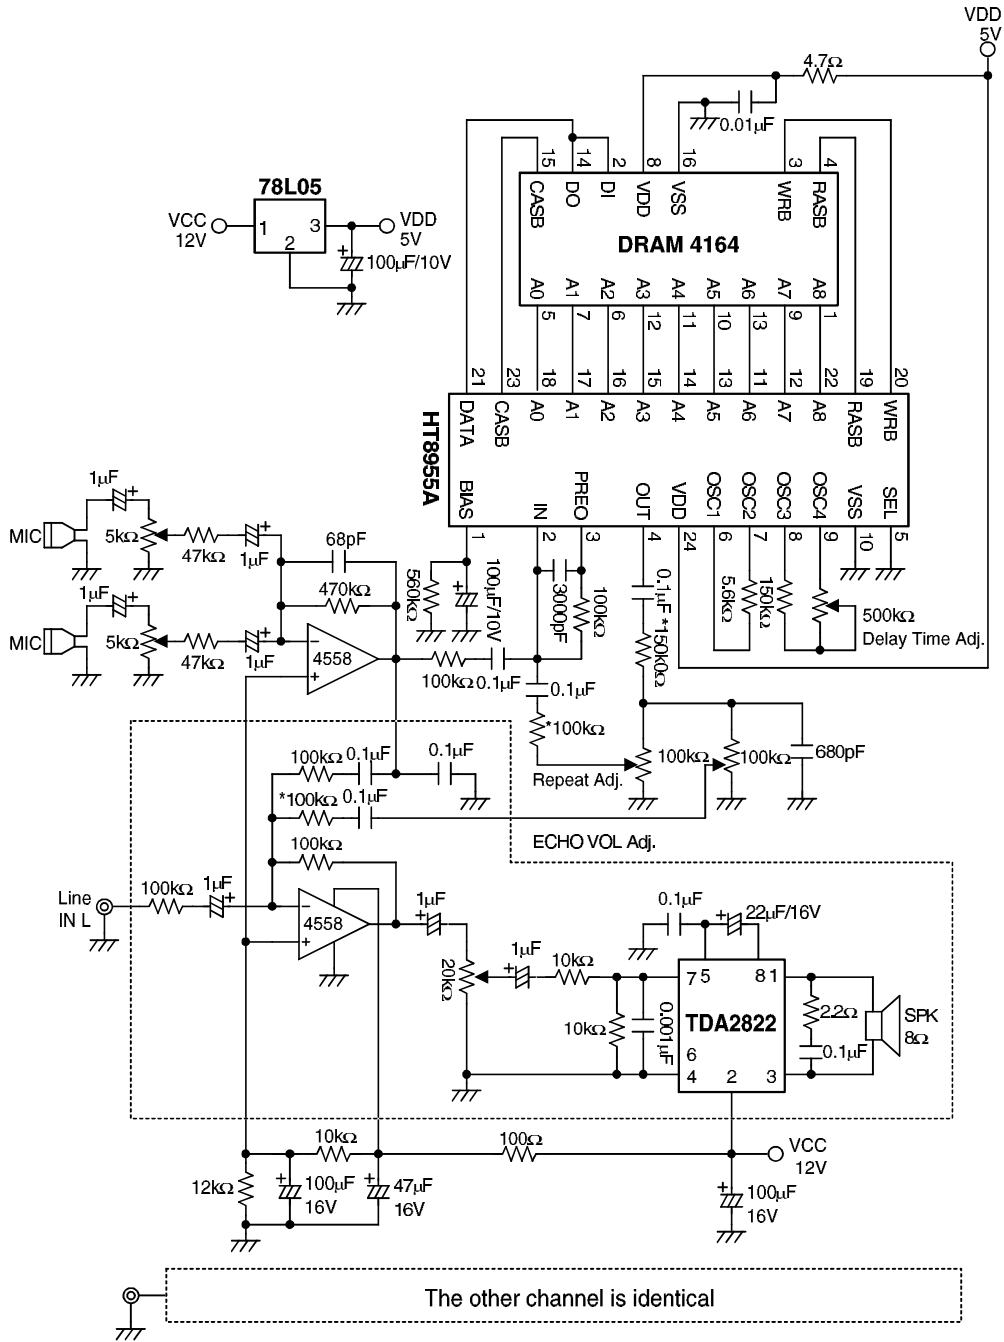 VDD
5V
4.7Ω
0.01µF
15
14
2
8
16
3
4
CASB
DO
DI
VDD
VSS
WRB
RASB
DRAM 4164
A0
A1
A2
A3
A4
A5
A6
A7
A8
5
7
6
12
11
10
13
9
1
78L05
VCC
12V
1
3
2
VDD
5V
100µF/10V
21
23
18
17
16
15
14
13
11
12
22
19
20
DATA
CASB
A0
A1
A2
A3
A4
A5
A6
A7
A8
RASB
WRB
HT8955A
BIAS
IN
PREO
OUT
VDD
OSC1
OSC2
OSC3
OSC4
VSS
SEL
1
2
3
4
24
6
7
8
9
10
5
1µF
MIC
5kΩ
47kΩ
1µF
68pF
470kΩ
1µF
MIC
5kΩ
47kΩ
1µF
4558
−
+
560kΩ
100µF/10V
3000pF
100kΩ
0.1µF
*150k0Ω
5.6kΩ
150kΩ
500kΩ
Delay Time Adj.
100kΩ
0.1µF
0.1µF
*100kΩ
Repeat Adj.
100kΩ
100kΩ
680pF
100kΩ
0.1µF
0.1µF
*100kΩ
0.1µF
ECHO VOL Adj.
100kΩ
Line
IN L
100kΩ
1µF
4558
−
+
1µF
20kΩ
1µF
10kΩ
10kΩ
0.001µF
0.1µF
22µF/16V
7
5
8
1
TDA2822
6
4
2
3
2.2Ω
0.1µF
SPK
8Ω
10kΩ
100Ω
VCC
12V
12kΩ
100µF
16V
47µF
16V
100µF
16V
The other channel is identical